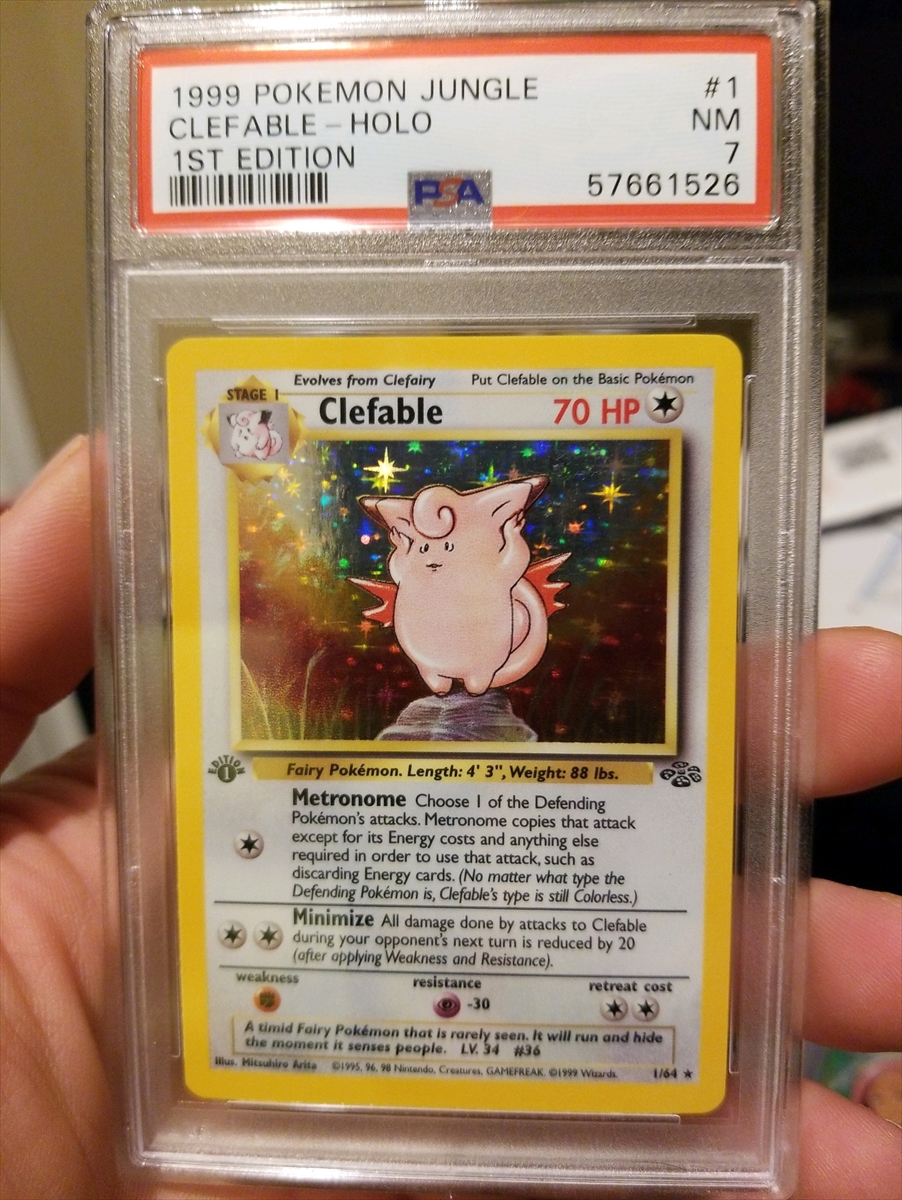 1999 POKEMON JUNGLE #1
CLEFABLE - HOLO NM
1ST EDITION 7
PSA 57661526
STAGE 1
Evolves from Clefairy Put Clefable on the Basic Pokémon
Clefable 70 HP
EDITION 1
Fairy Pokémon. Length: 4' 3", Weight: 88 lbs.
Metronome Choose 1 of the Defending
Pokémon's attacks. Metronome copies that attack
except for its Energy costs and anything else
required in order to use that attack, such as
discarding Energy cards. (No matter what type the
Defending Pokémon is, Clefable's type is still Colorless.)
Minimize All damage done by attacks to Clefable
during your opponent's next turn is reduced by 20
(after applying Weakness and Resistance).
weakness resistance retreat cost
-30
A timid Fairy Pokémon that is rarely seen. It will run and hide
the moment it senses people. LV. 34 #36
Illus. Mitsuhiro Arita ©1995, 96, 98 Nintendo, Creatures, GAMEFREAK. ©1999 Wizards. 1/64 ★